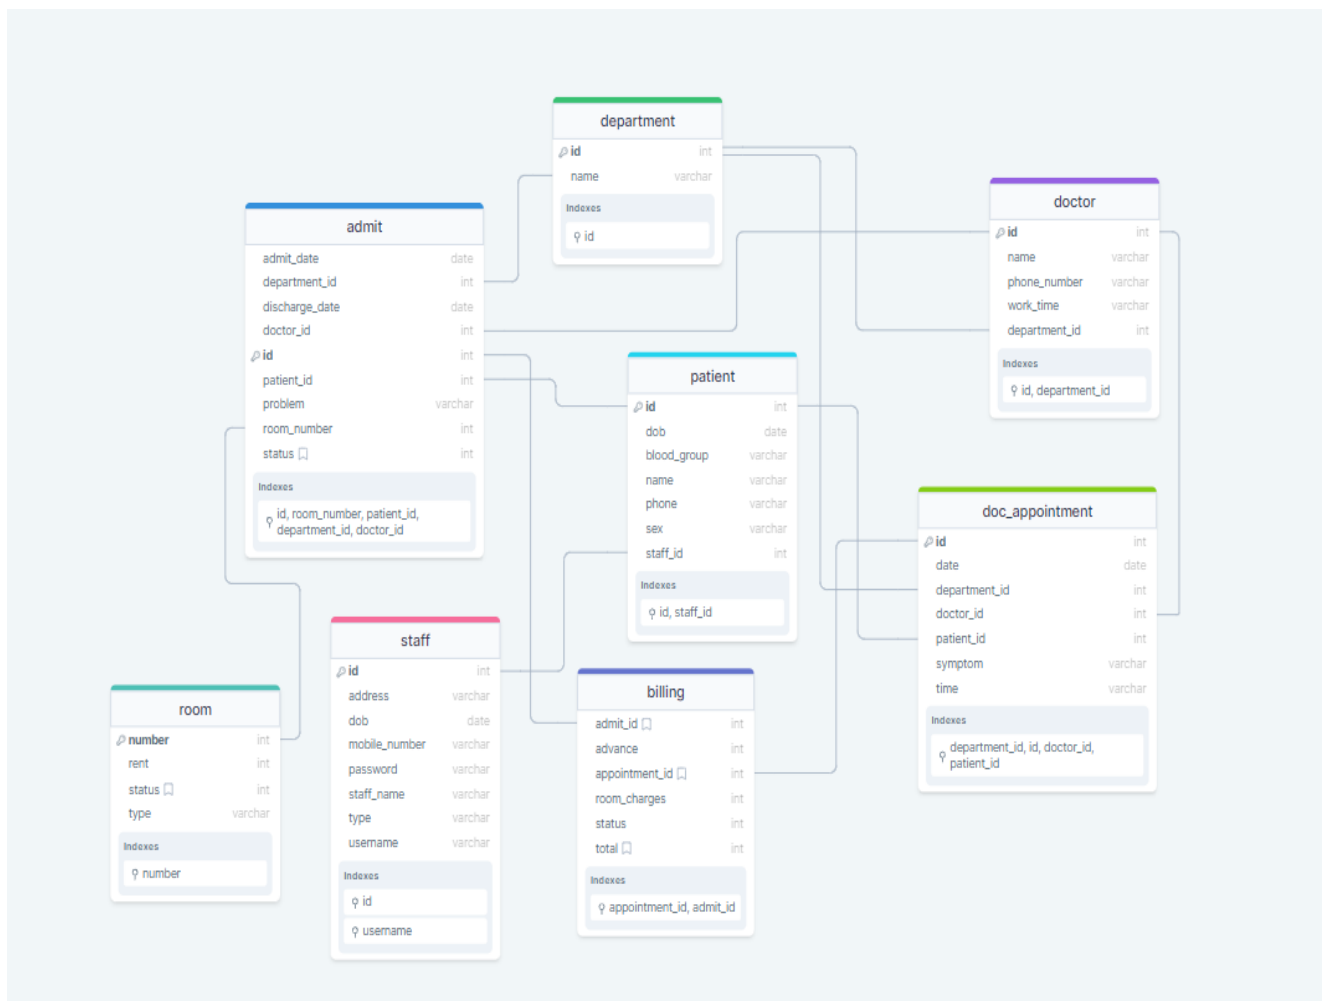 department
id int
name varchar
Indexes
id
doctor
id int
name varchar
phone_number varchar
work_time varchar
department_id int
Indexes
id, department_id
admit
admit_date date
department_id int
discharge_date date
doctor_id int
id int
patient_id int
problem varchar
room_number int
status int
Indexes
id, room_number, patient_id,
department_id, doctor_id
patient
id int
dob date
blood_group varchar
name varchar
phone varchar
sex varchar
staff_id int
Indexes
id, staff_id
doc_appointment
id int
date date
department_id int
doctor_id int
patient_id int
symptom varchar
time varchar
Indexes
department_id, id, doctor_id,
patient_id
staff
id int
address varchar
dob date
mobile_number varchar
password varchar
staff_name varchar
type varchar
username varchar
Indexes
id
username
billing
admit_id int
advance int
appointment_id int
room_charges int
status int
total int
Indexes
appointment_id, admit_id
room
number int
rent int
status int
type varchar
Indexes
number